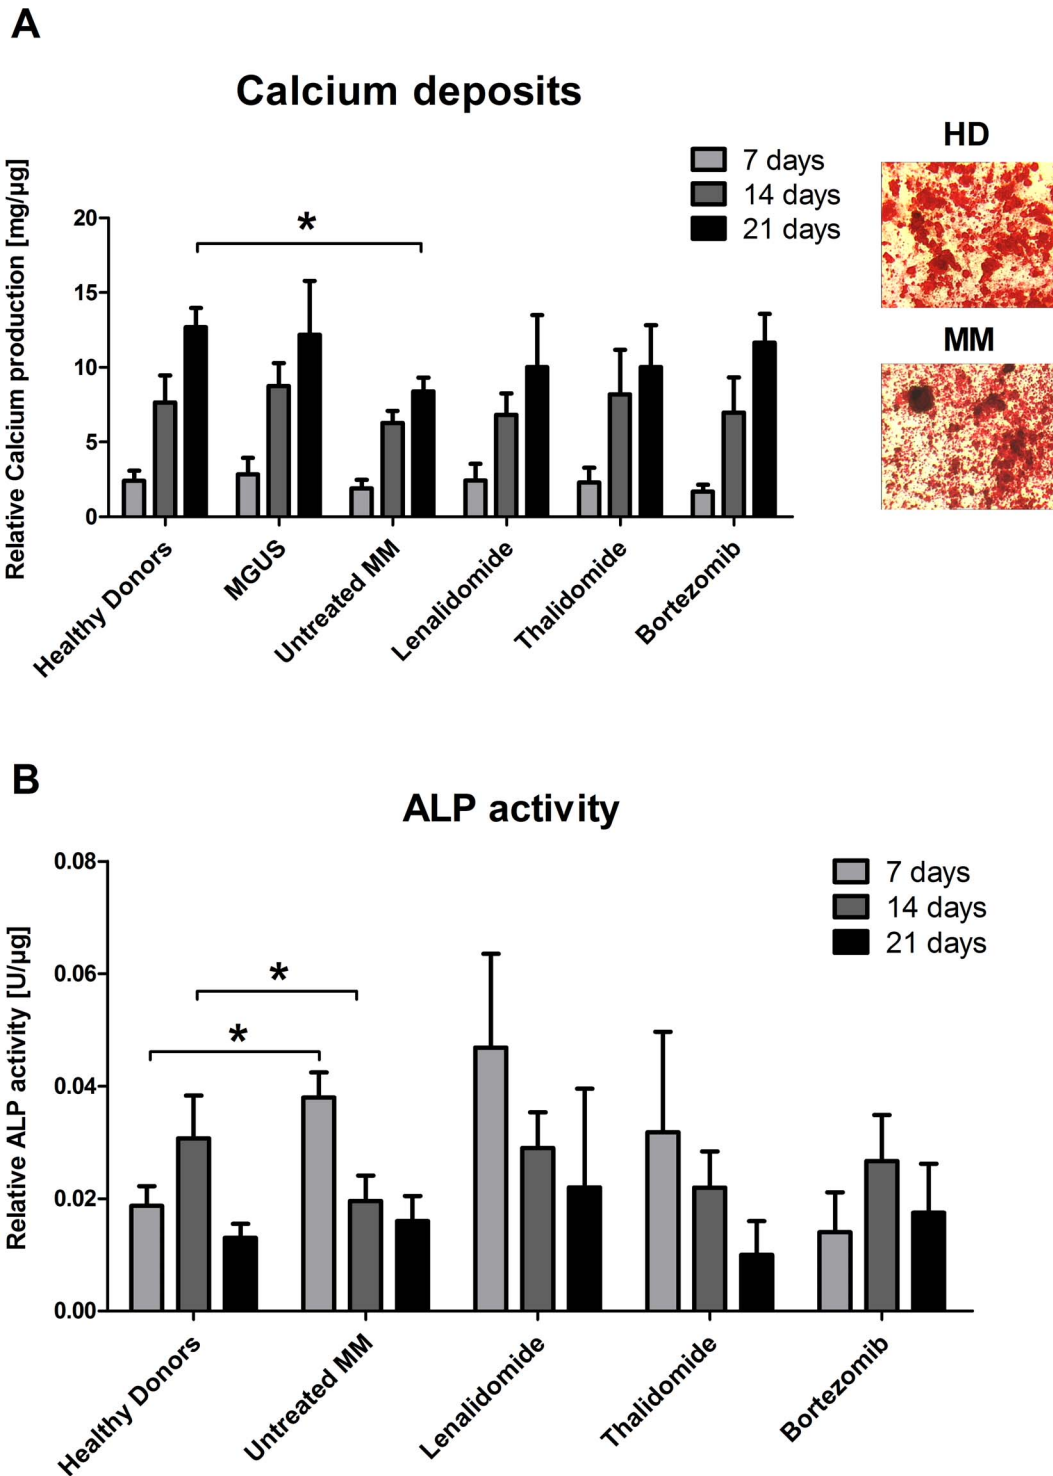 A
Calcium deposits
Relative Calcium production [mg/µg]
20
15
10
5
0
*
7 days
14 days
21 days
HD
MM
Healthy Donors
MGUS
Untreated MM
Lenalidomide
Thalidomide
Bortezomib
B
ALP activity
Relative ALP activity [U/µg]
0.08
0.06
0.04
0.02
0.00
*
*
7 days
14 days
21 days
Healthy Donors
Untreated MM
Lenalidomide
Thalidomide
Bortezomib